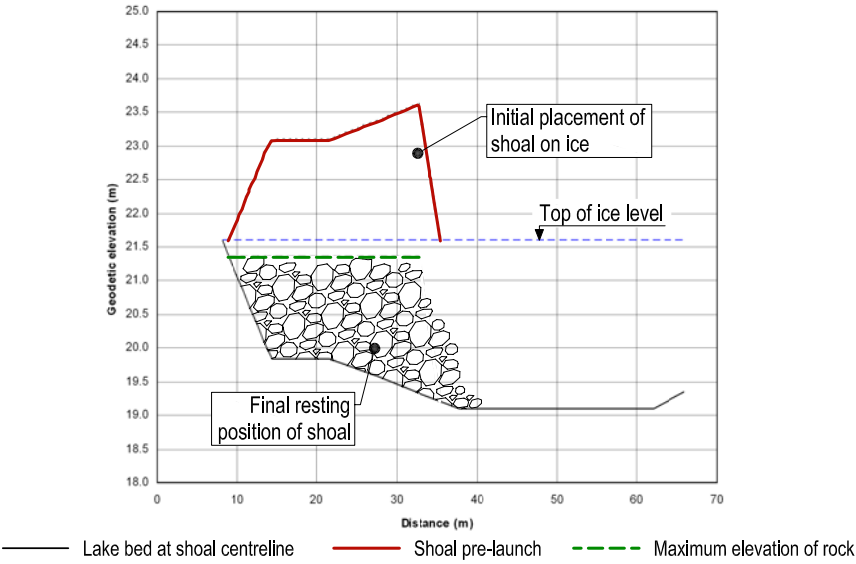 25.0
24.5
24.0
23.5
23.0
22.5
22.0
21.5
21.0
20.5
20.0
19.5
19.0
18.5
18.0
Geodetic elevation (m)
Initial placement of
shoal on ice
Top of ice level
Final resting
position of shoal
0 10 20 30 40 50 60 70
Distance (m)
Lake bed at shoal centreline Shoal pre-launch Maximum elevation of rock